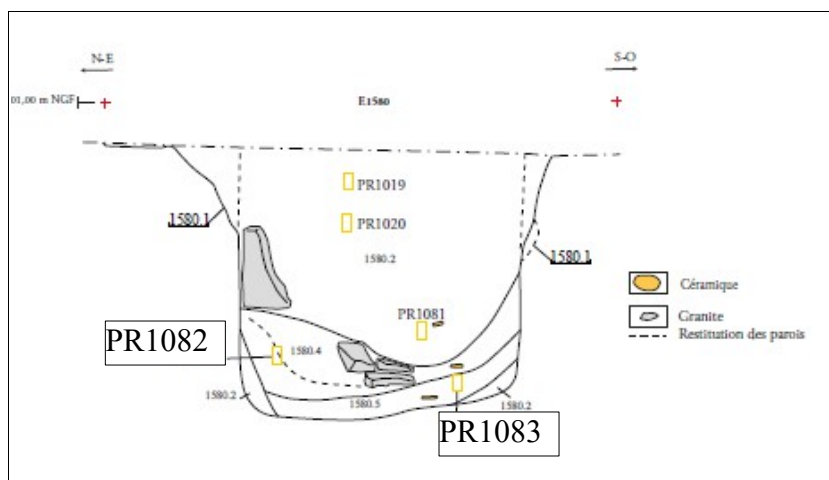 N-E
S-O
01,00 m NGF
E1580
PR1019
1580.1
PR1020
1580.2
1580.1
Céramique
PR1081
Granite
Restitution des parois
PR1082
1580.4
1580.2
1580.5
1580.2
PR1083